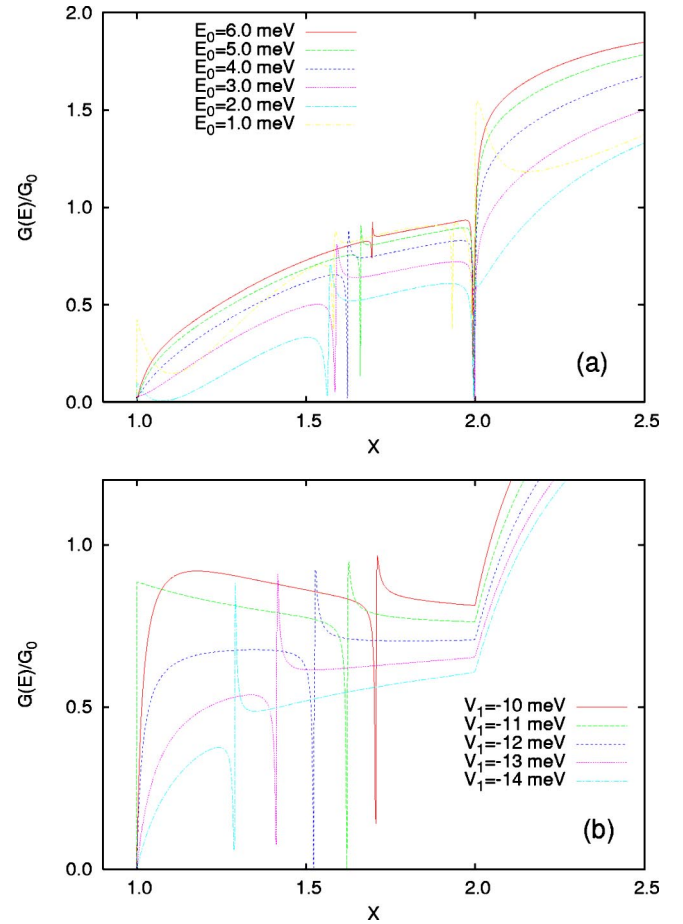 2.0
1.5
1.0
0.5
0.0
G(E)/G₀
E₀=6.0 meV
E₀=5.0 meV
E₀=4.0 meV
E₀=3.0 meV
E₀=2.0 meV
E₀=1.0 meV
(a)
1.0 1.5 2.0 2.5
X
1.0
0.5
0.0
G(E)/G₀
V₁=-10 meV
V₁=-11 meV
V₁=-12 meV
V₁=-13 meV
V₁=-14 meV
(b)
1.0 1.5 2.0 2.5
X